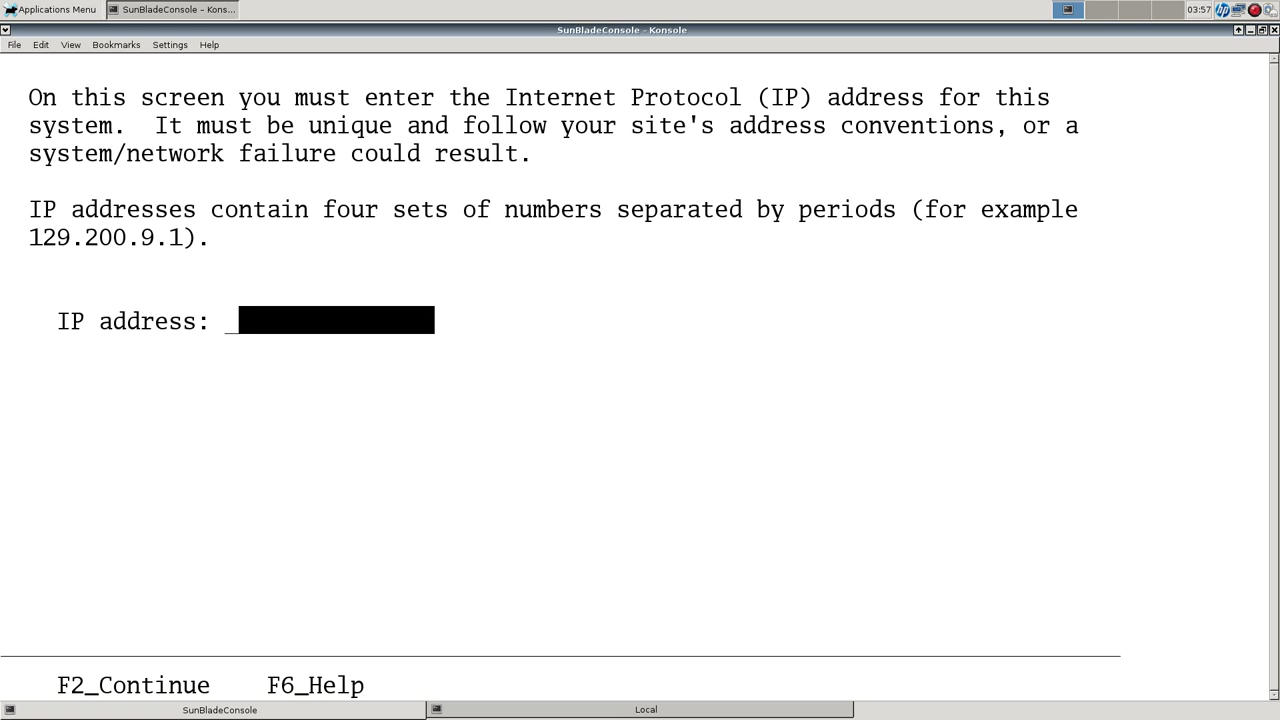 Applications Menu
SunBladeConsole - Kons...
03:57
SunBladeConsole - Konsole
File Edit View Bookmarks Settings Help
On this screen you must enter the Internet Protocol (IP) address for this
system.  It must be unique and follow your site's address conventions, or a
system/network failure could result.
IP addresses contain four sets of numbers separated by periods (for example
129.200.9.1).
IP address: _
F2_Continue    F6_Help
SunBladeConsole
Local